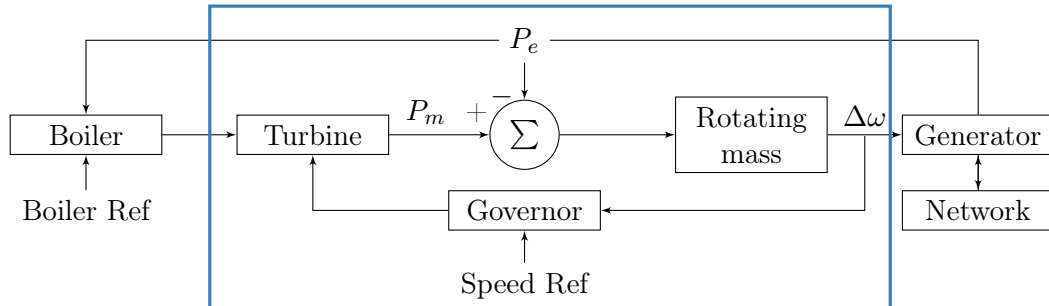 P_e
P_m + −
Δω
Boiler
Turbine
∑
Rotating
mass
Generator
Boiler Ref
Governor
Network
Speed Ref